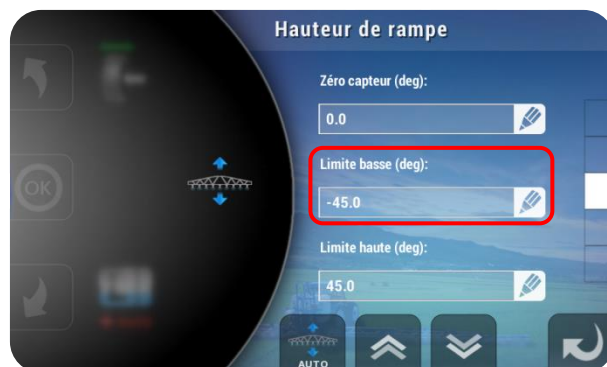 Hauteur de rampe
Zéro capteur (deg):
0.0
Limite basse (deg):
-45.0
Limite haute (deg):
45.0
OK
AUTO